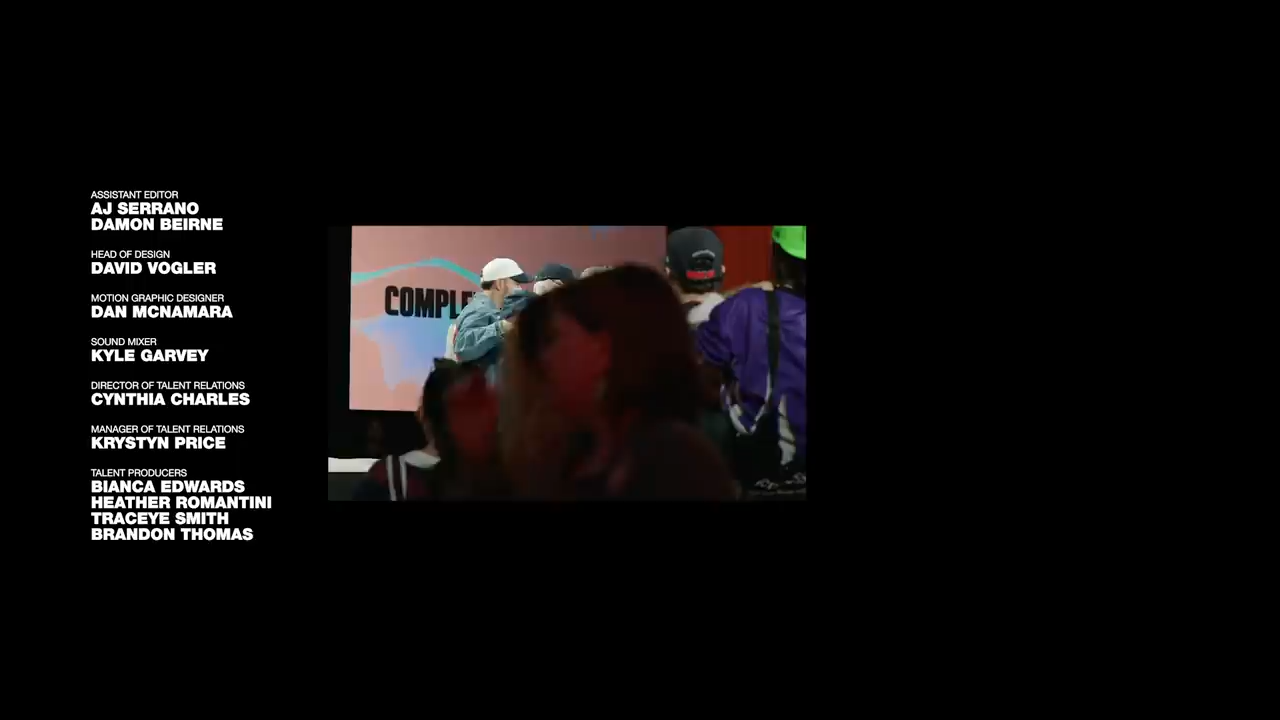 ASSISTANT EDITOR
AJ SERRANO
DAMON BEIRNE
HEAD OF DESIGN
DAVID VOGLER
MOTION GRAPHIC DESIGNER
DAN MCNAMARA
SOUND MIXER
KYLE GARVEY
DIRECTOR OF TALENT RELATIONS
CYNTHIA CHARLES
MANAGER OF TALENT RELATIONS
KRYSTYN PRICE
TALENT PRODUCERS
BIANCA EDWARDS
HEATHER ROMANTINI
TRACEYE SMITH
BRANDON THOMAS
COMPLE